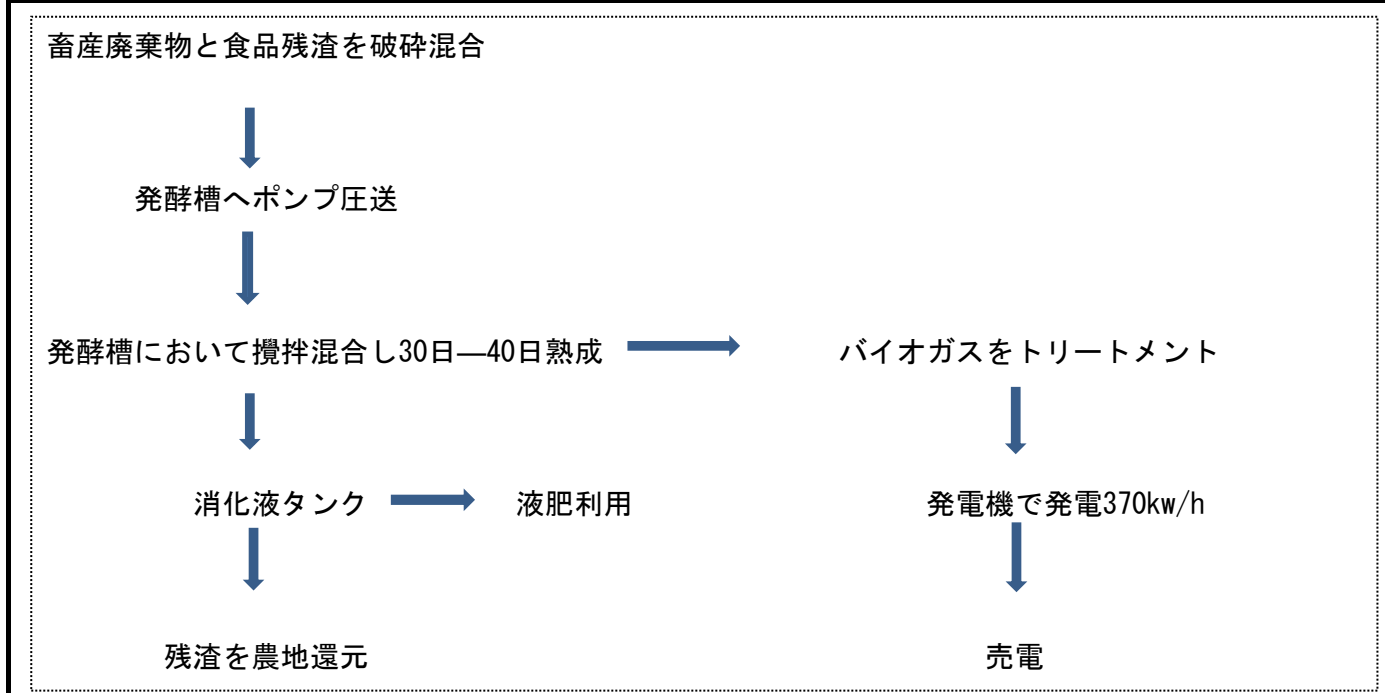 畜産廃棄物と食品残渣を破砕混合
発酵槽へポンプ圧送
発酵槽において攪拌混合し30日―40日熟成
バイオガスをトリートメント
消化液タンク
液肥利用
発電機で発電370kw/h
残渣を農地還元
売電